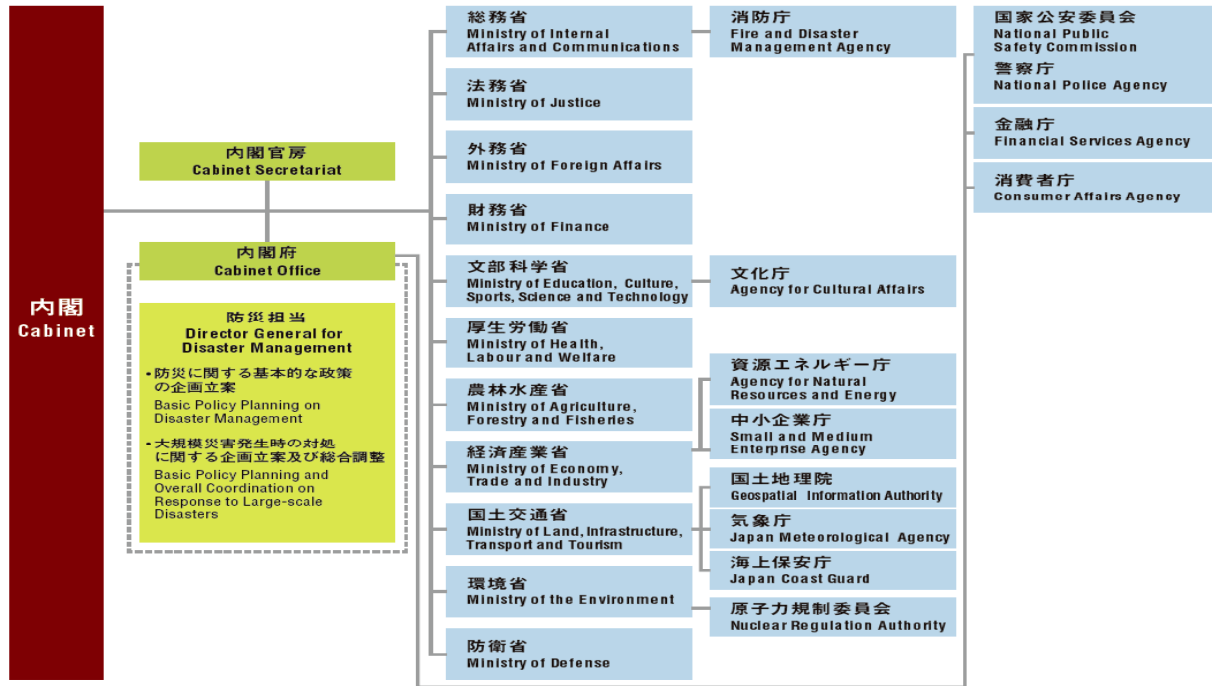 内閣
Cabinet
内閣官房
Cabinet Secretariat
内閣府
Cabinet Office
防災担当
Director General for
Disaster Management
・防災に関する基本的な政策
の企画立案
Basic Policy Planning on
Disaster Management
・大規模災害発生時の対処
に関する企画立案及び総合調整
Basic Policy Planning and
Overall Coordination on
Response to Large-scale
Disasters
総務省
Ministry of Internal
Affairs and Communications
法務省
Ministry of Justice
外務省
Ministry of Foreign Affairs
財務省
Ministry of Finance
文部科学省
Ministry of Education, Culture,
Sports, Science and Technology
厚生労働省
Ministry of Health,
Labour and Welfare
農林水産省
Ministry of Agriculture,
Forestry and Fisheries
経済産業省
Ministry of Economy,
Trade and Industry
国土交通省
Ministry of Land, Infrastructure,
Transport and Tourism
環境省
Ministry of the Environment
防衛省
Ministry of Defense
消防庁
Fire and Disaster
Management Agency
文化庁
Agency for Cultural Affairs
資源エネルギー庁
Agency for Natural
Resources and Energy
中小企業庁
Small and Medium
Enterprise Agency
国土地理院
Geospatial Information Authority
気象庁
Japan Meteorological Agency
海上保安庁
Japan Coast Guard
原子力規制委員会
Nuclear Regulation Authority
国家公安委員会
National Public
Safety Commission
警察庁
National Police Agency
金融庁
Financial Services Agency
消費者庁
Consumer Affairs Agency